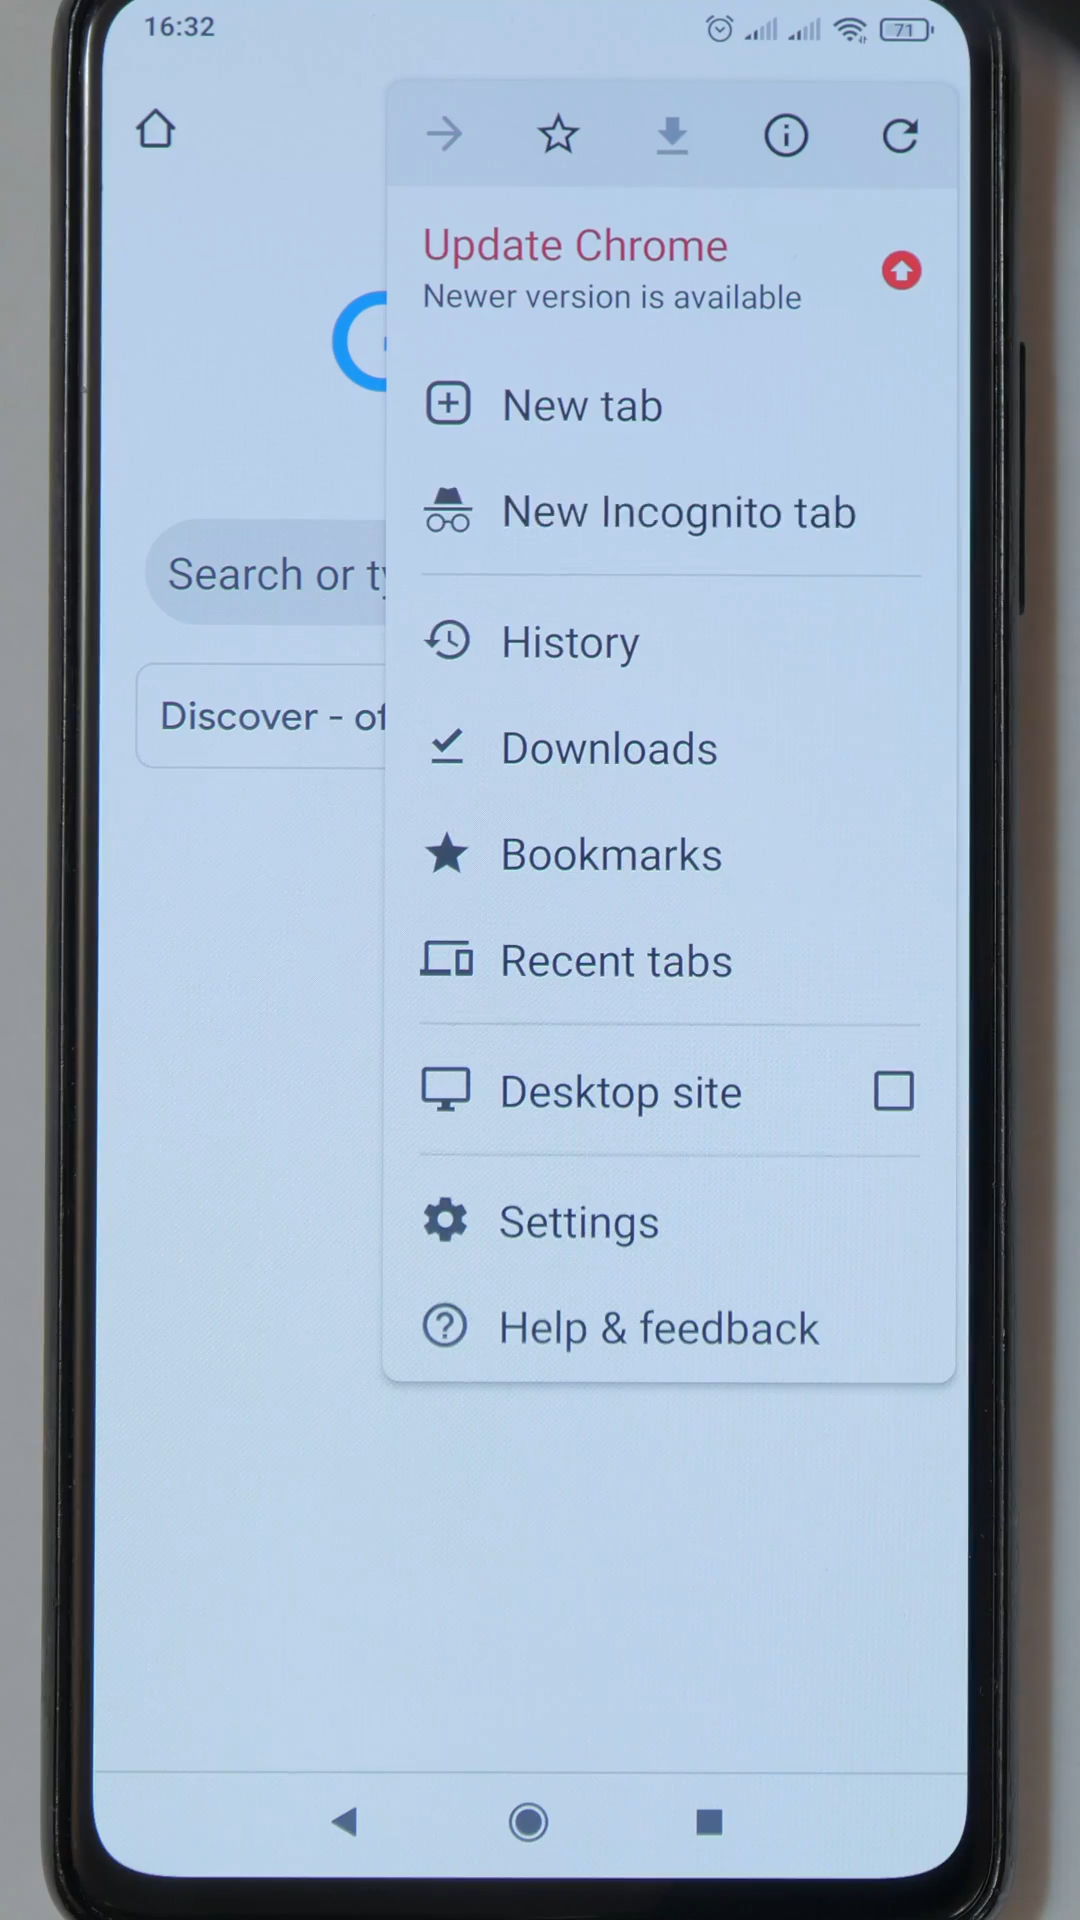 16:32
71
Update Chrome
Newer version is available
New tab
New Incognito tab
Search or
History
Discover -
Downloads
Bookmarks
Recent tabs
Desktop site
Settings
Help & feedback